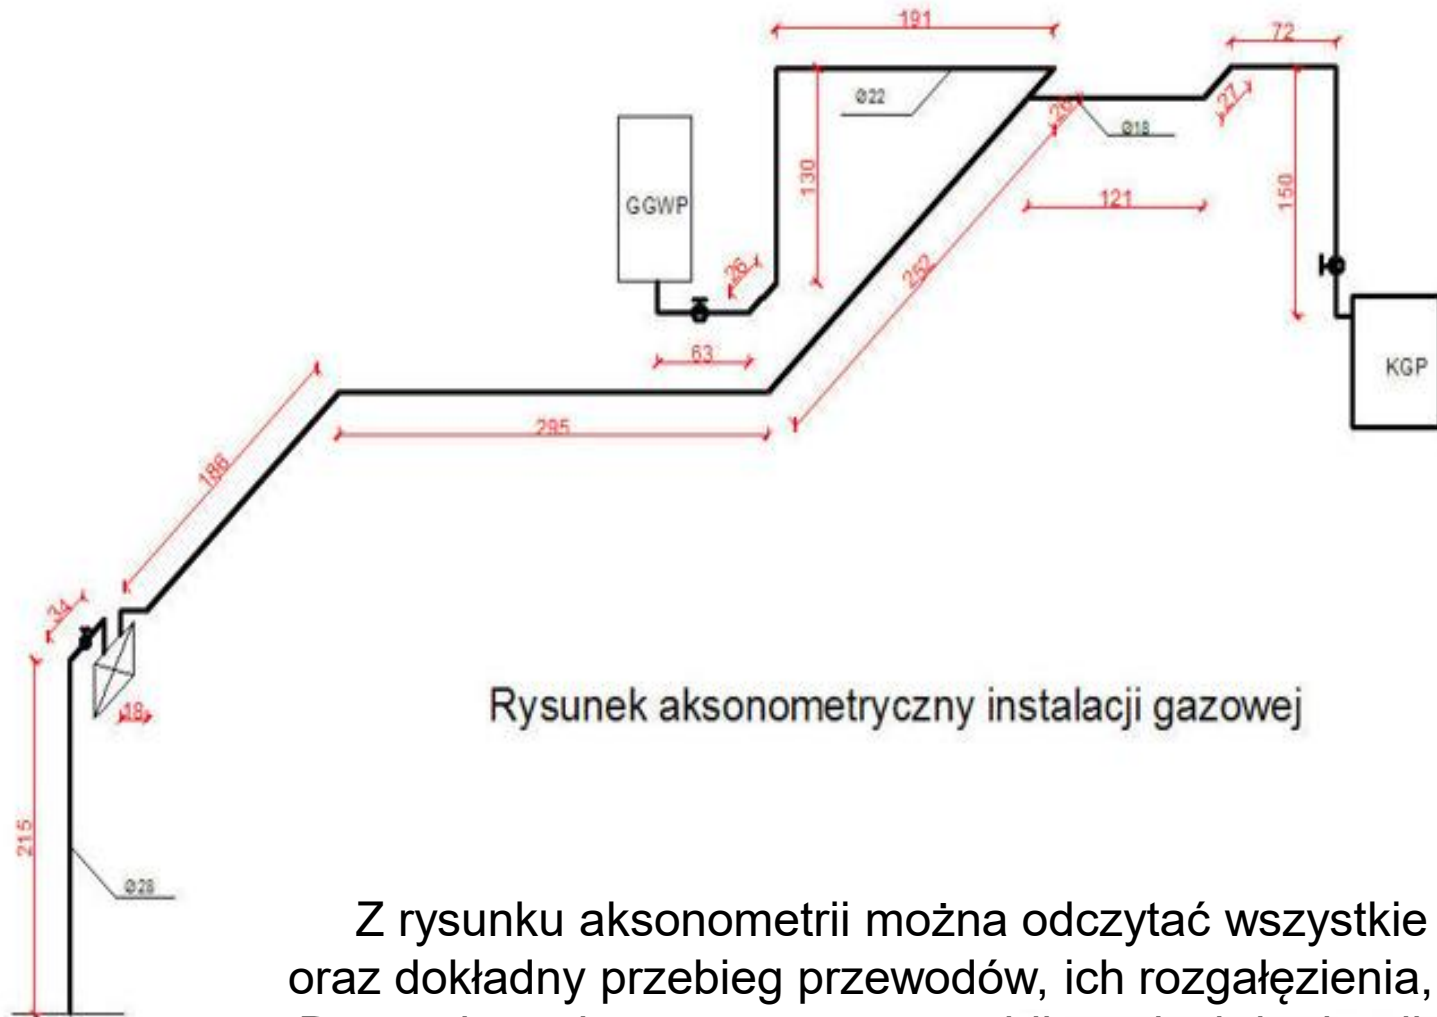 191
72
Ø22
26
27
Ø18
130
GGWP
121
150
252
26
63
KGP
295
186
34
18
Rysunek aksonometryczny instalacji gazowej
215
Ø28
Z rysunku aksonometrii można odczytać wszystkie
oraz dokładny przebieg przewodów, ich rozgałęzienia,